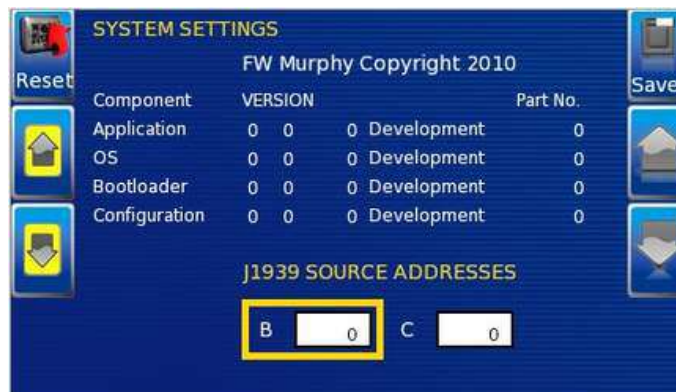 SYSTEM SETTINGS
FW Murphy Copyright 2010
Reset
Save
Component VERSION Part No.
Application 0 0 0 Development 0
OS 0 0 0 Development 0
Bootloader 0 0 0 Development 0
Configuration 0 0 0 Development 0
J1939 SOURCE ADDRESSES
B 0 C 0